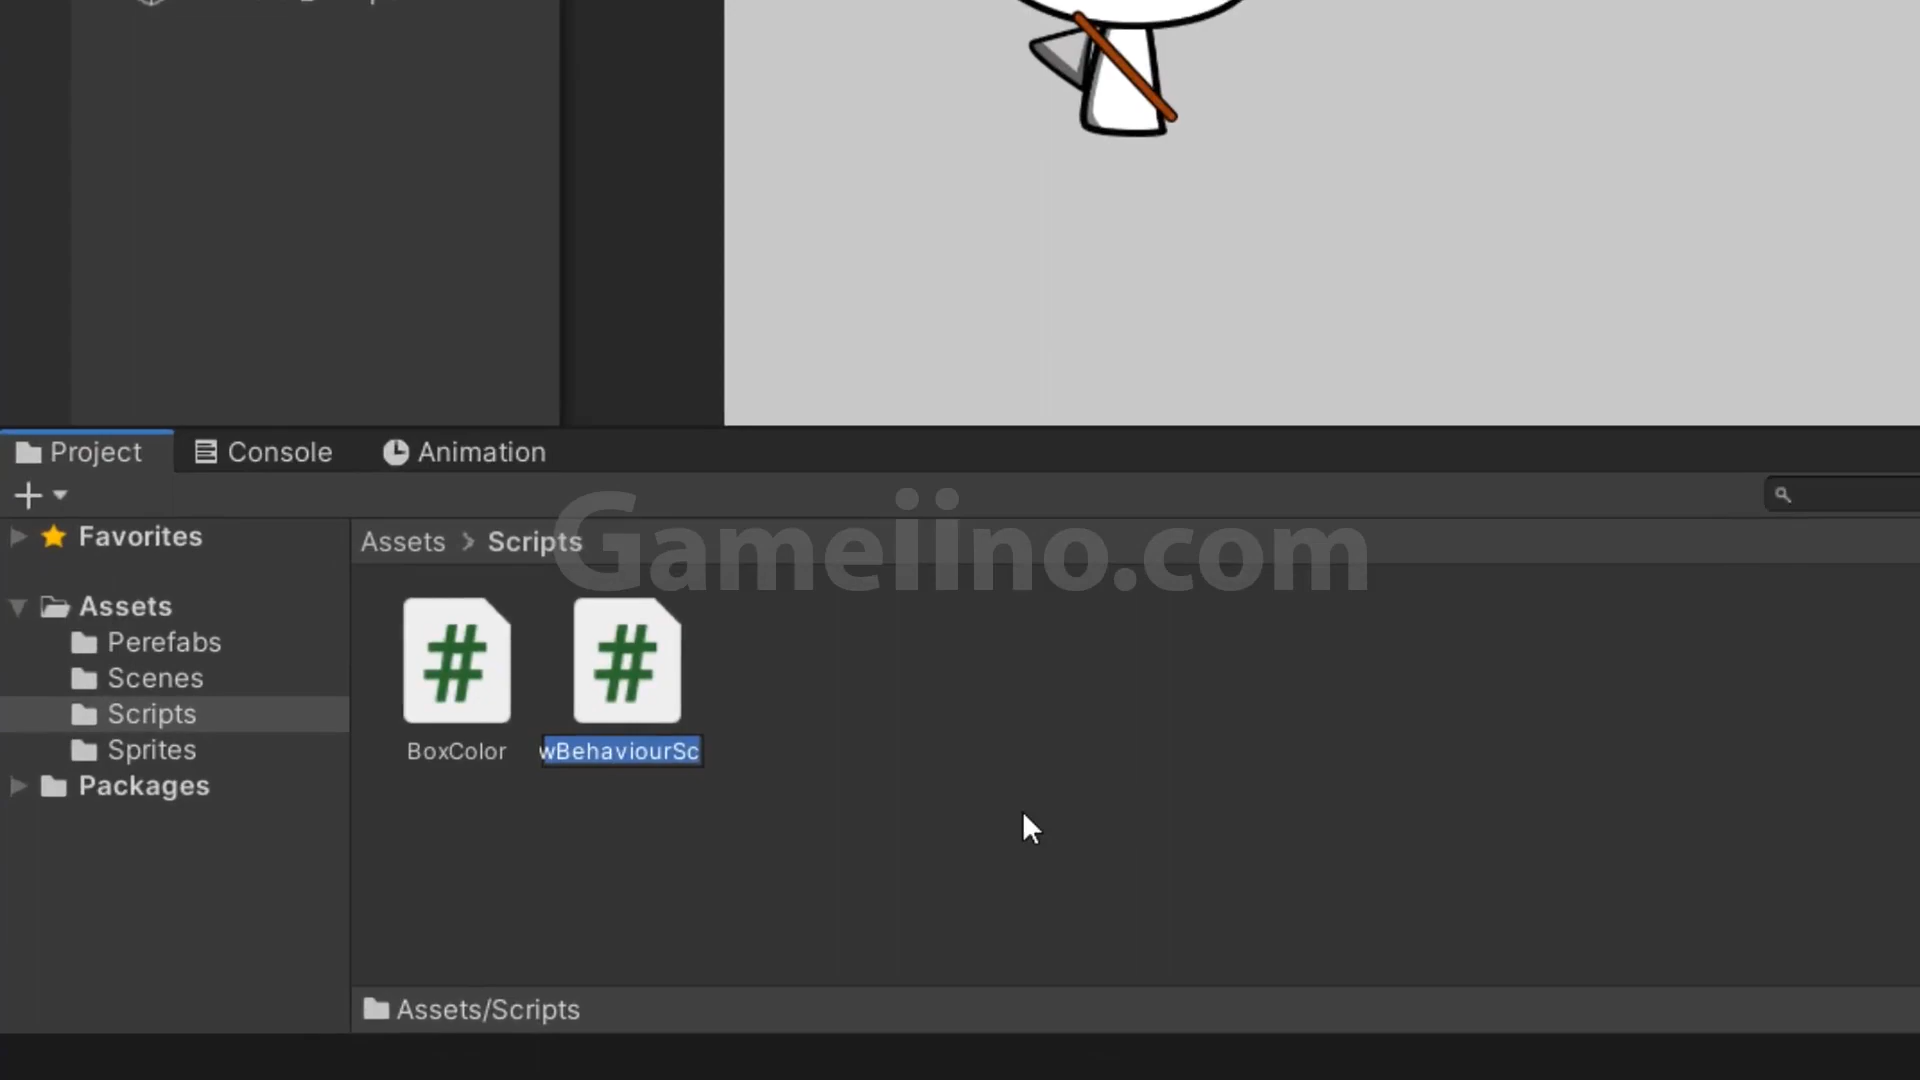 Project
Console
Animation
Gameiino.com
Favorites
Assets > Scripts
Assets
Perefabs
Scenes
Scripts
Sprites
Packages
BoxColor
wBehaviourSc
Assets/Scripts